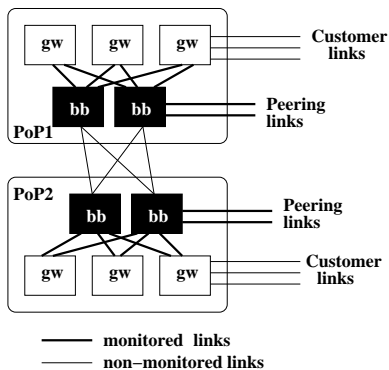 gw gw gw
Customer
links
bb bb
Peering
links
PoP1
PoP2
bb bb
Peering
links
gw gw gw
Customer
links
monitored links
non-monitored links